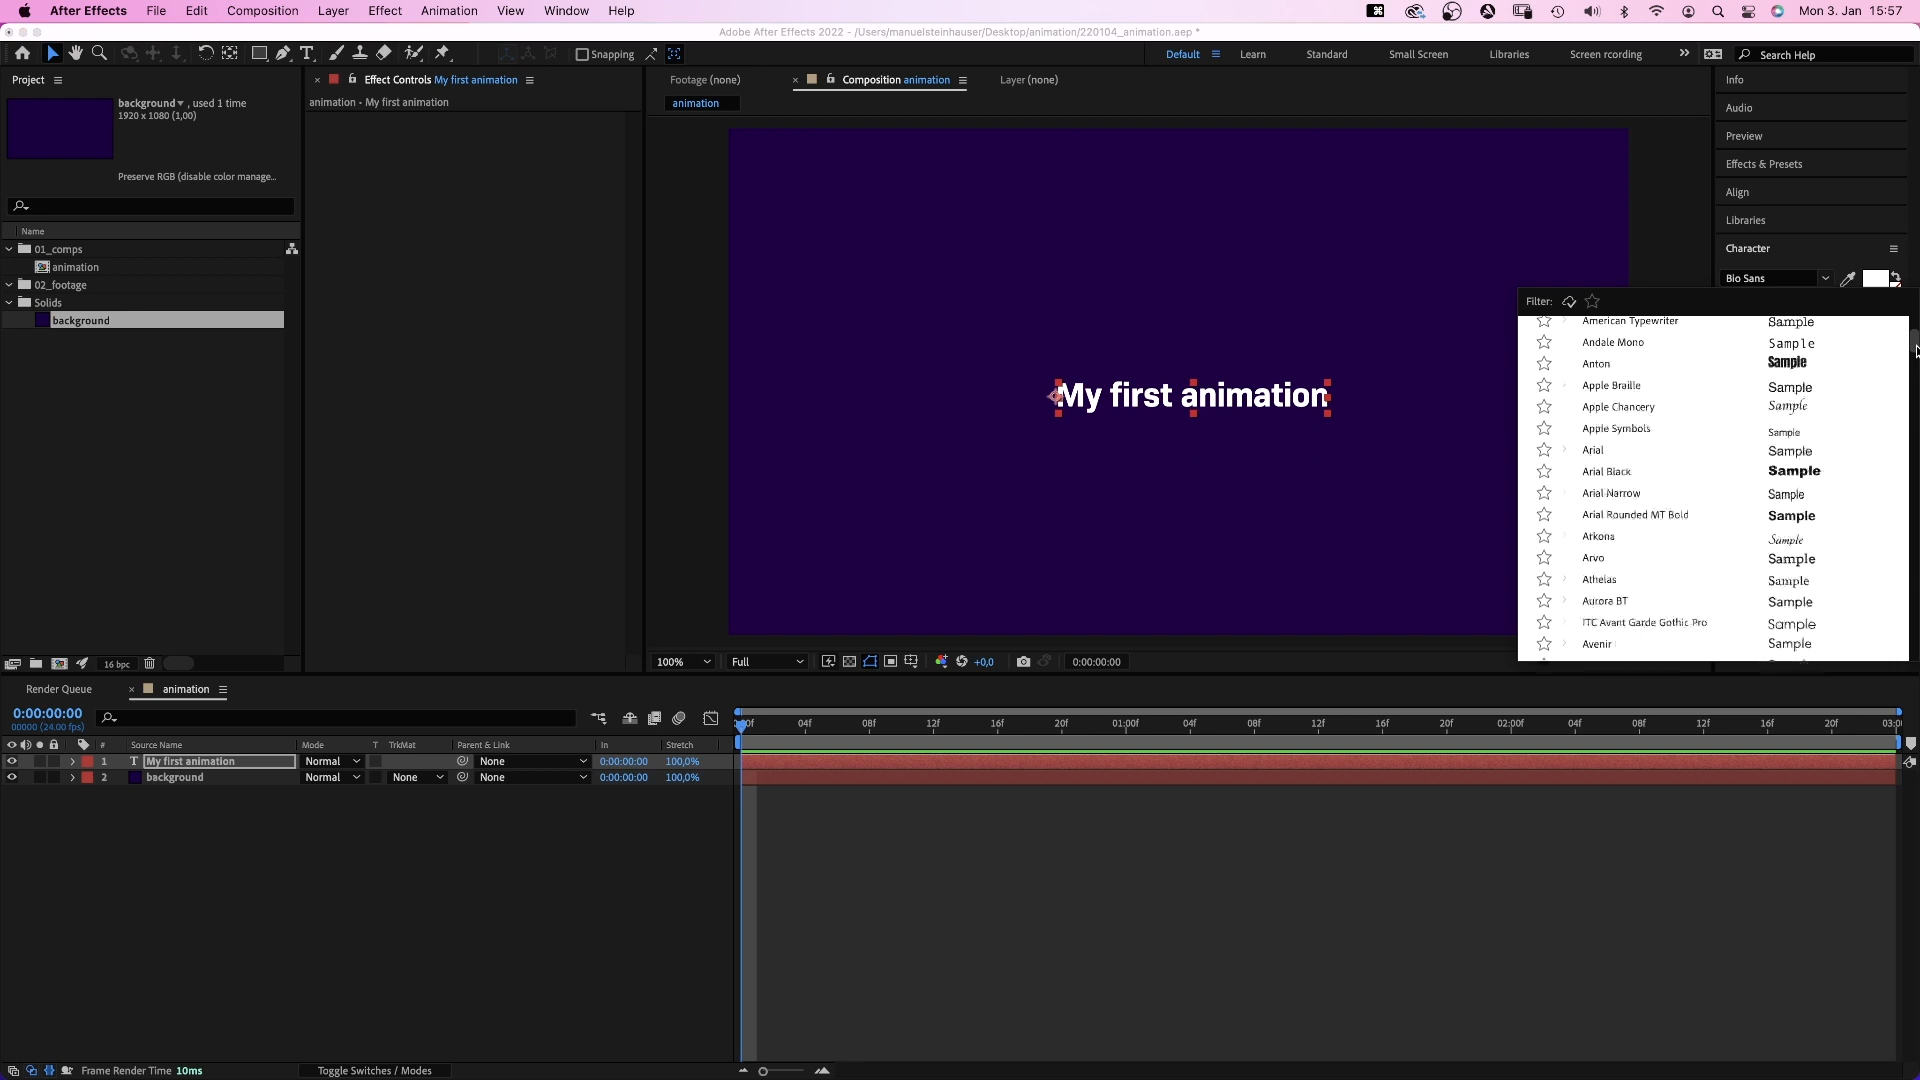 After Effects File Edit Composition Layer Effect Animation View Window Help Mon 3. Jan 15:57
Adobe After Effects 2022 - /Users/manuelsteinhauser/Desktop/animation/220104_animation.aep *
Snapping Default Learn Standard Small Screen Libraries Screen recording Search Help
Project
background , used 1 time
1920 x 1080 (1,00)
Preserve RGB (disable color manage...
Name
01_comps
animation
02_footage
Solids
background
16 bpc
Effect Controls My first animation
animation • My first animation
Footage (none) Composition animation Layer (none)
animation
My first animation
100% Full +0,0 0:00:00:00
Info
Audio
Preview
Effects & Presets
Align
Libraries
Character
Bio Sans
Filter:
American Typewriter Sample
Andale Mono Sample
Anton Sample
Apple Braille Sample
Apple Chancery Sample
Apple Symbols Sample
Arial Sample
Arial Black Sample
Arial Narrow Sample
Arial Rounded MT Bold Sample
Arkona Sample
Arvo Sample
Athelas Sample
Aurora BT Sample
ITC Avant Garde Gothic Pro Sample
Avenir Sample
Render Queue animation
0:00:00:00
00000 (24.00 fps)
04f 08f 12f 16f 20f 01:00f 04f 08f 12f 16f 20f 02:00f 04f 08f 12f 16f 20f
# Source Name Mode T TrkMat Parent & Link In Stretch
1 T My first animation Normal None 0:00:00:00 100,0%
2 background Normal None None 0:00:00:00 100,0%
Frame Render Time 10ms Toggle Switches / Modes